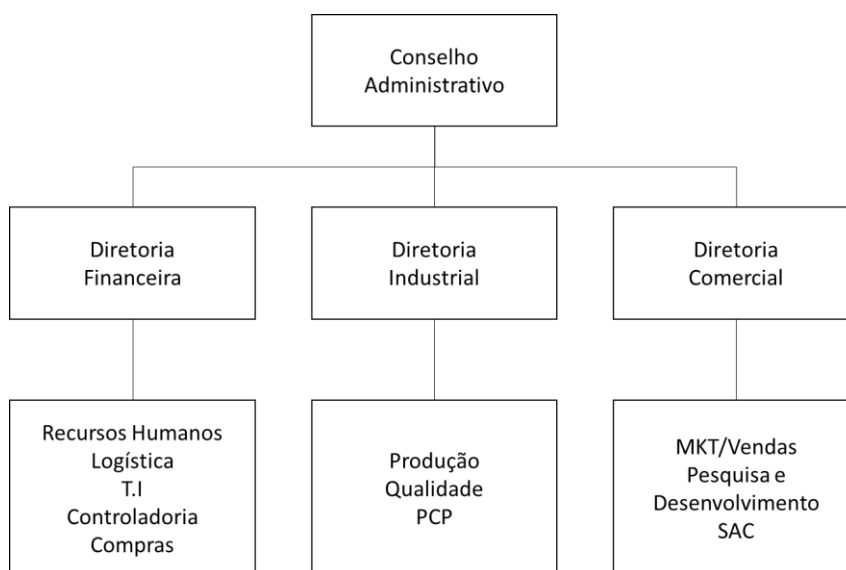 Conselho
Administrativo
Diretoria
Financeira
Diretoria
Industrial
Diretoria
Comercial
Recursos Humanos
Logística
T.I
Controladoria
Compras
Produção
Qualidade
PCP
MKT/Vendas
Pesquisa e
Desenvolvimento
SAC